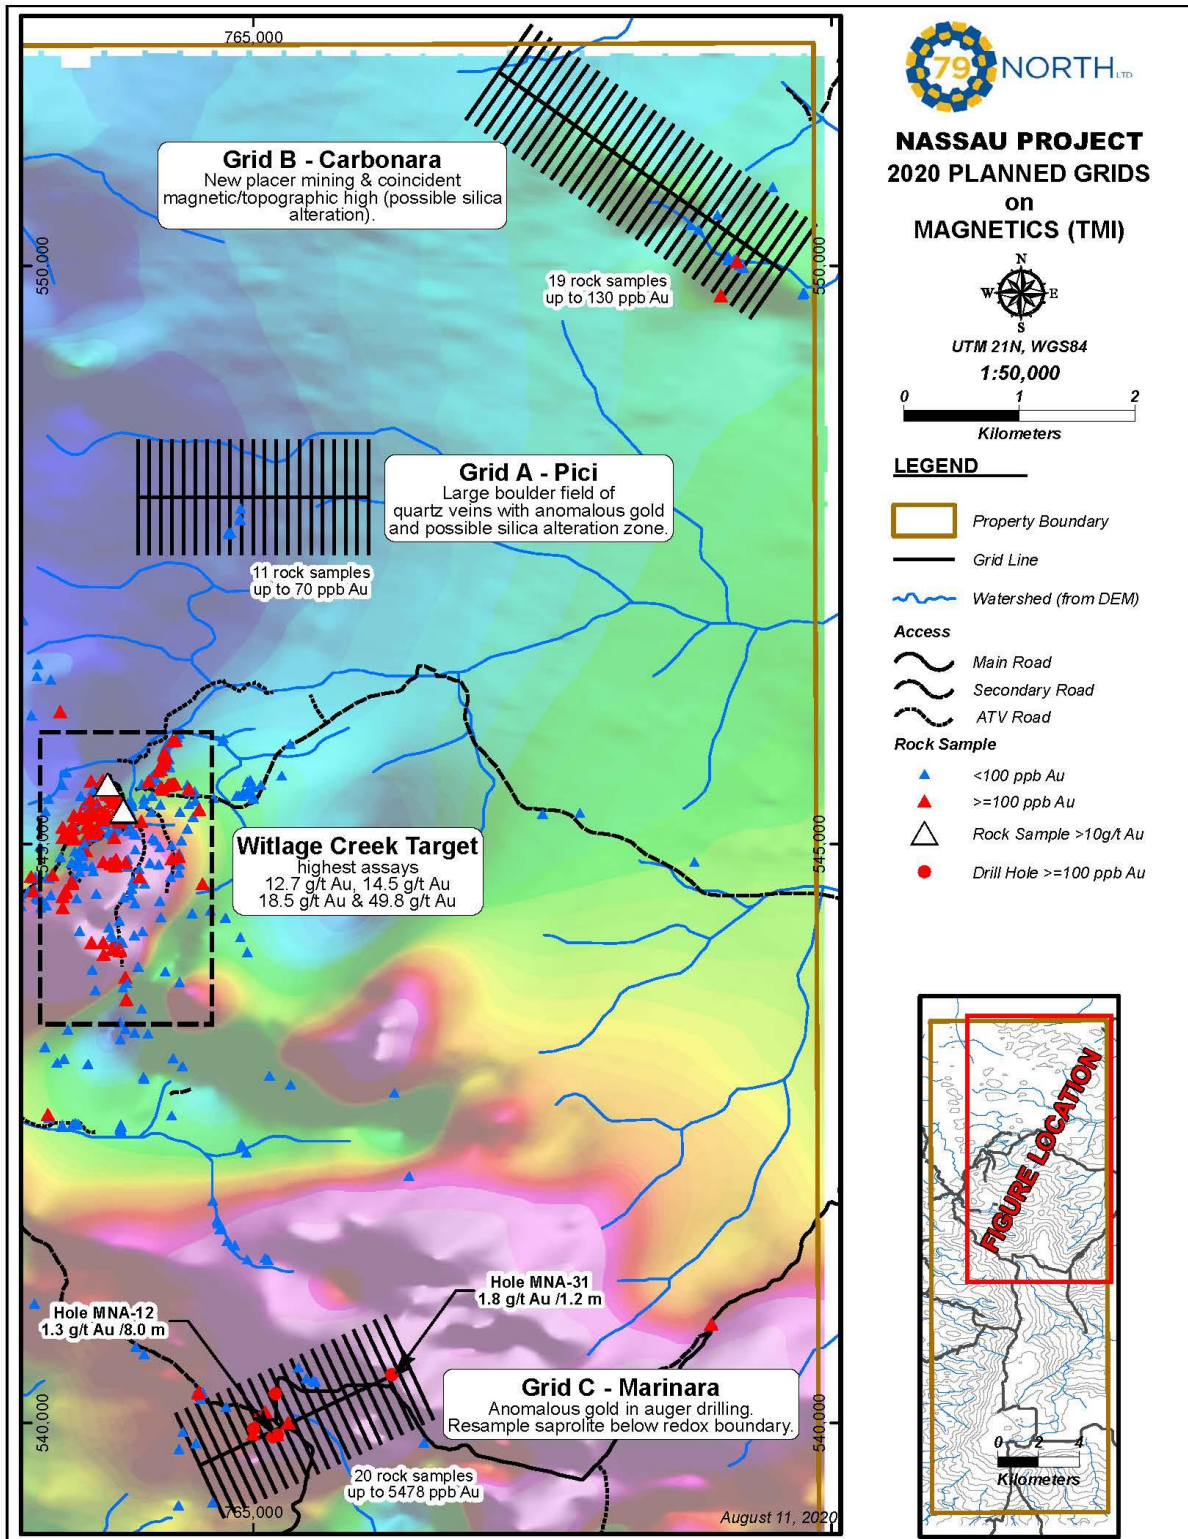 765,000
Grid B - Carbonara
New placer mining & coincident
magnetic/topographic high (possible silica
alteration).
550,000
550,000
19 rock samples
up to 130 ppb Au
Grid A - Pici
Large boulder field of
quartz veins with anomalous gold
and possible silica alteration zone.
11 rock samples
up to 70 ppb Au
Witlage Creek Target
highest assays
12.7 g/t Au, 14.5 g/t Au
18.5 g/t Au & 49.8 g/t Au
545,000
545,000
Hole MNA-31
1.8 g/t Au /1.2 m
Hole MNA-12
1.3 g/t Au /8.0 m
Grid C - Marinara
Anomalous gold in auger drilling.
Resample saprolite below redox boundary.
540,000
540,000
20 rock samples
up to 5478 ppb Au
765,000
August 11, 2020
79 NORTH LTD
NASSAU PROJECT
2020 PLANNED GRIDS
on
MAGNETICS (TMI)
N
W E
S
UTM 21N, WGS84
1:50,000
0 1 2
Kilometers
LEGEND
Property Boundary
Grid Line
Watershed (from DEM)
Access
Main Road
Secondary Road
ATV Road
Rock Sample
<100 ppb Au
>=100 ppb Au
Rock Sample >10g/t Au
Drill Hole >=100 ppb Au
FIGURE LOCATION
0 2 4
Kilometers